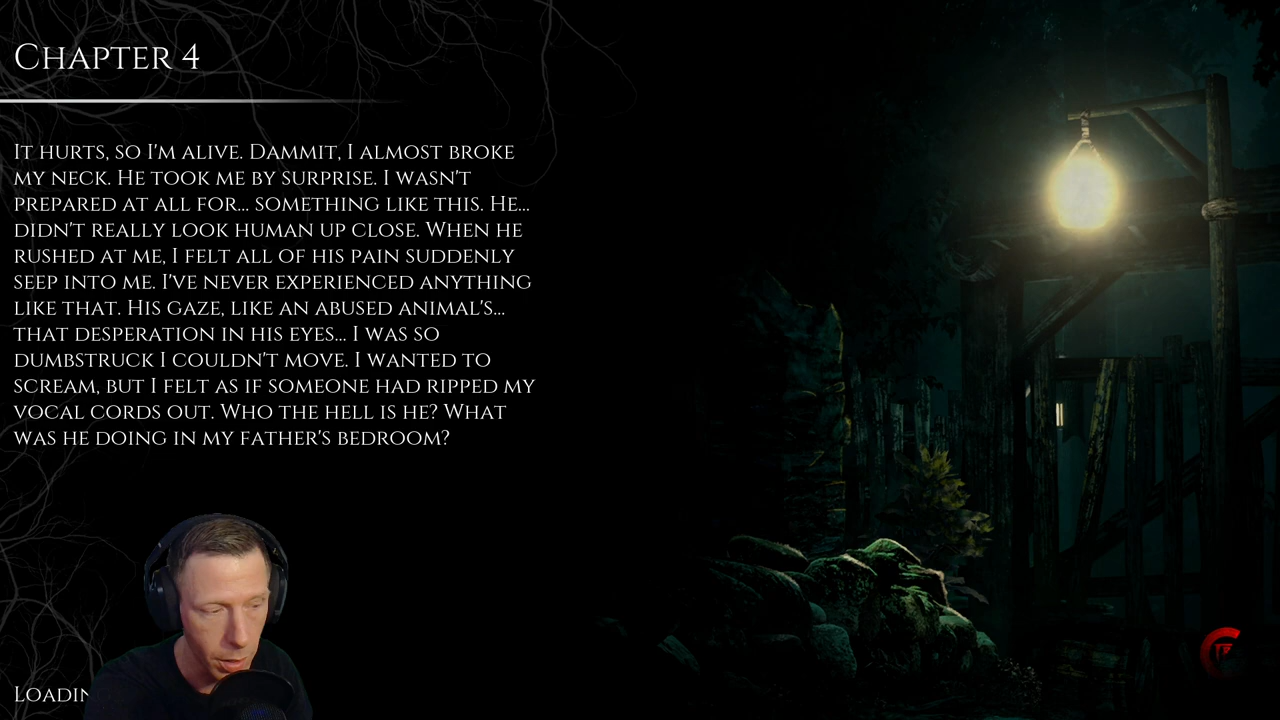 Chapter 4
It hurts, so I'm alive. Dammit, I almost broke
my neck. He took me by surprise. I wasn't
prepared at all for... something like this. He...
didn't really look human up close. When he
rushed at me, I felt all of his pain suddenly
seep into me. I've never experienced anything
like that. His gaze, like an abused animal's...
that desperation in his eyes... I was so
dumbstruck I couldn't move. I wanted to
scream, but I felt as if someone had ripped my
vocal cords out. Who the hell is he? What
was he doing in my father's bedroom?